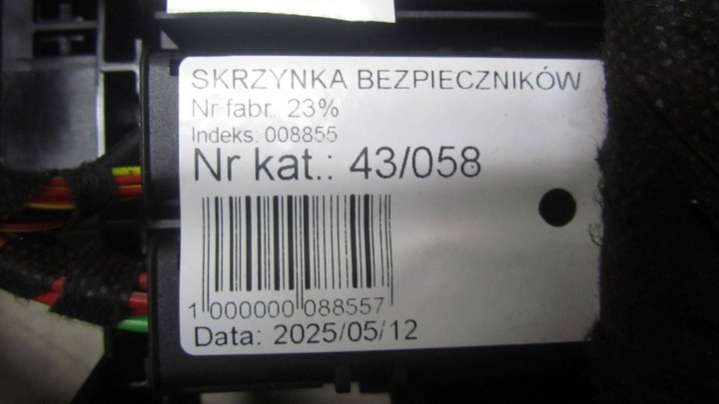 SKRZYNKA BEZPIECZNIKÓW
Nr fabr. 23%
Indeks: 008855
Nr kat.: 43/058
1 000000 088557
Data: 2025/05/12